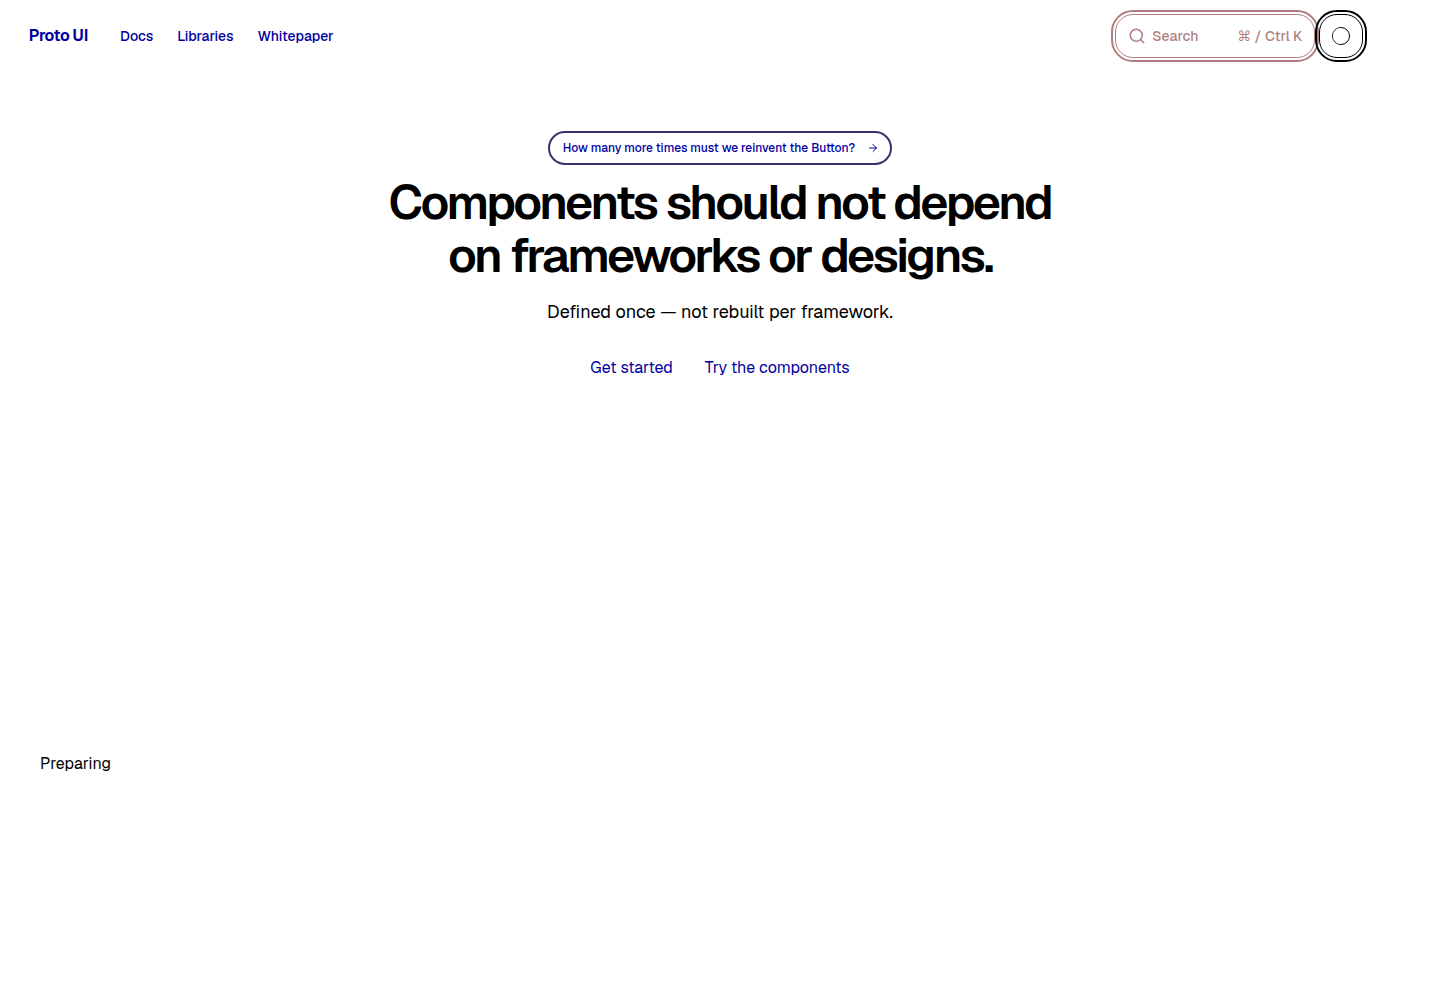 Proto UI Docs Libraries Whitepaper Search ⌘ / Ctrl K
How many more times must we reinvent the Button? →
Components should not depend
on frameworks or designs.
Defined once — not rebuilt per framework.
Get started Try the components
Preparing